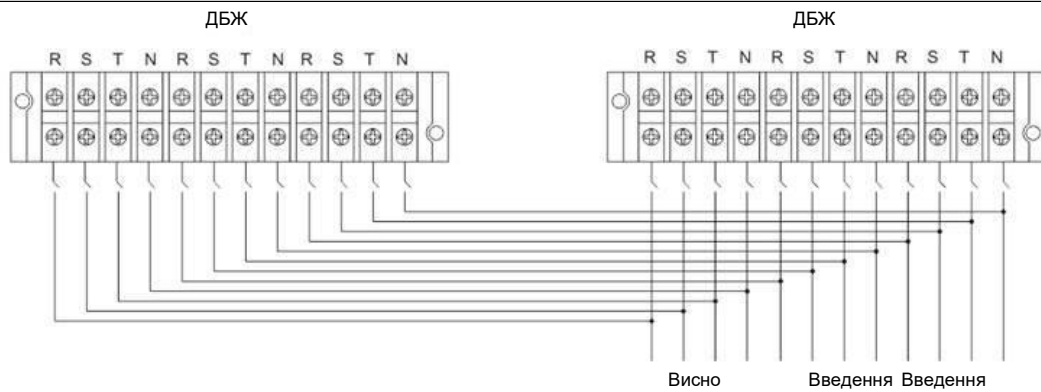 ДБЖ ДБЖ
R S T N R S T N R S T N R S T N R S T N R S T N
Висно Введення Введення